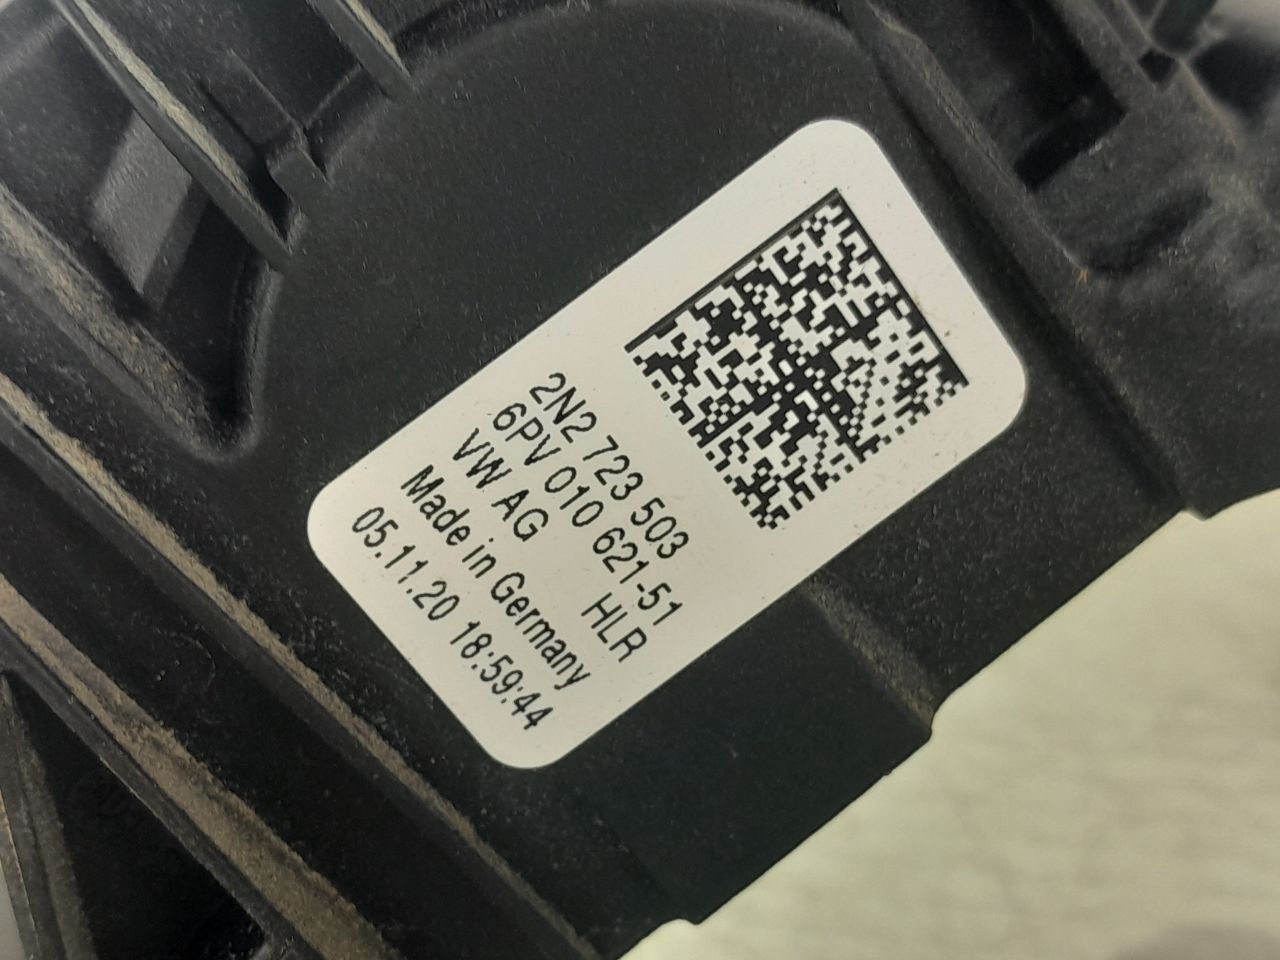 2N2 723 503
6PV 010 621-51
VW AG HLR
Made in Germany
05.11.20 18:59:44